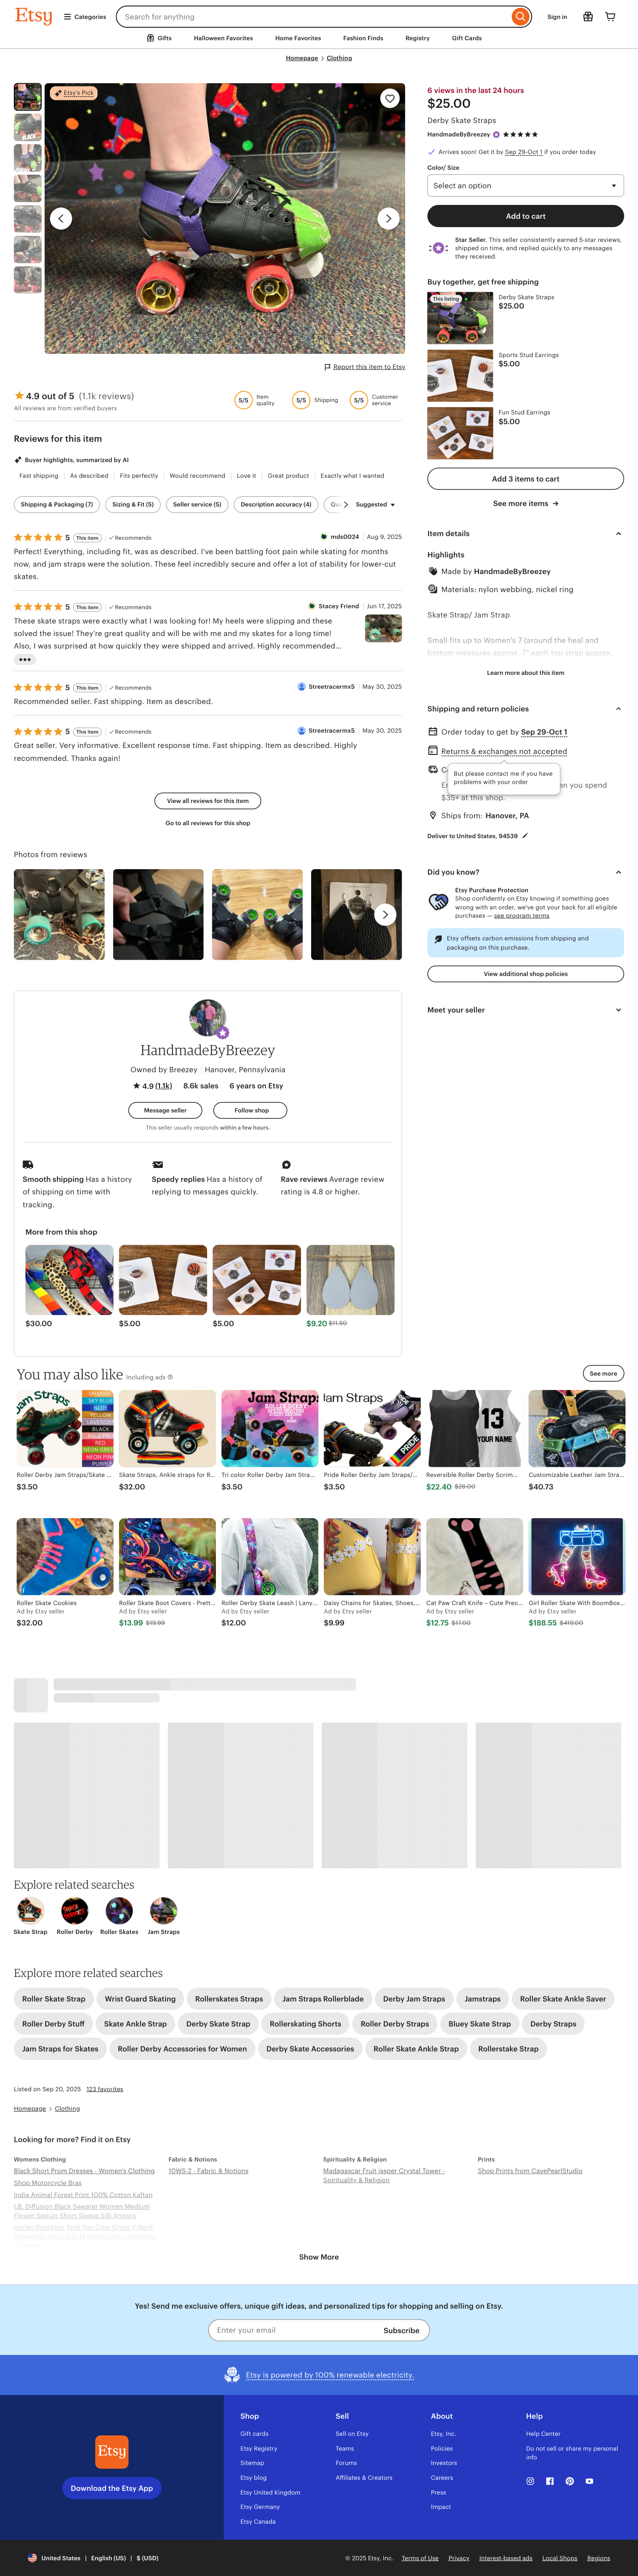 Etsy
Categories
Search for anything
Sign in
Gifts
Halloween Favorites
Home Favorites
Fashion Finds
Registry
Gift Cards
Homepage
Clothing
Etsy's Pick
Report this item to Etsy
6 views in the last 24 hours
$25.00
Derby Skate Straps
HandmadeByBreezey
Arrives soon! Get it by Sep 29-Oct 1 if you order today
Color/ Size
Select an option
Add to cart
Star Seller. This seller consistently earned 5-star reviews,
shipped on time, and replied quickly to any messages
they received.
Buy together, get free shipping
This listing
Derby Skate Straps
$25.00
Sports Stud Earrings
$5.00
Fun Stud Earrings
$5.00
Add 3 items to cart
See more items
4.9 out of 5 (1.1k reviews)
All reviews are from verified buyers
5/5
Item
quality
5/5
Shipping
5/5
Customer
service
Reviews for this item
Buyer highlights, summarized by AI
Fast shipping
As described
Fits perfectly
Would recommend
Love it
Great product
Exactly what I wanted
Shipping & Packaging (7)
Sizing & Fit (5)
Seller service (5)
Description accuracy (4)
Suggested
5 This item Recommends
mds0024 Aug 9, 2025
Perfect! Everything, including fit, was as described. I've been battling foot pain while skating for months
now, and jam straws were the solution. These feel incredibly secure and offer a lot of stability for lower-cut
skates.
5 This item Recommends
Stacey Friend Jun 17, 2025
These skate straws were exactly what I was looking for! My heels were slipping and these
solved the issue! They're great quality and will be with me and my skates for a long time!
Also, I was surprised at how quickly they were shipped and arrived. Highly recommended...
5 This item Recommends
Streetracermx5 May 30, 2025
Recommended seller. Fast shipping. Item as described.
5 This item Recommends
Streetracermx5 May 30, 2025
Great seller. Very informative. Excellent response time. Fast shipping. Item as described. Highly
recommended. Thanks again!
View all reviews for this item
Go to all reviews for this shop
Item details
Highlights
Made by HandmadeByBreezey
Materials: nylon webbing, nickel ring
Skate Strap/ Jam Strap
Small fits up to Women's 7 (around the heal and
bottom measures approx. 7" each top strap approx.
Learn more about this item
Shipping and return policies
Order today to get by Sep 29-Oct 1
Returns & exchanges not accepted
But please contact me if you have
problems with your order
you spend
$35+ at this shop.
Ships from: Hanover, PA
Deliver to United States, 94539
Did you know?
Etsy Purchase Protection
Shop confidently on Etsy knowing if something goes
wrong with an order, we've got your back for all eligible
purchases — see program terms
Etsy offsets carbon emissions from shipping and
packaging on this purchase.
View additional shop policies
Meet your seller
Photos from reviews
HandmadeByBreezey
Owned by Breezey
Hanover, Pennsylvania
4.9 (1.1k)
8.6k sales
6 years on Etsy
Message seller
Follow shop
This seller usually responds within a few hours.
Smooth shipping Has a history
of shipping on time with
tracking.
Speedy replies Has a history of
replying to messages quickly.
Rave reviews Average review
rating is 4.8 or higher.
More from this shop
$30.00
$5.00
$5.00
$9.20 $11.50
You may also like
Including ads
See more
Jam Straps
ORANGE
SKY BLUE
BLUE
YELLOW
LAVENDER
BLACK
RED
NEON GREEN
NEON PINK
PURPLE
Jam Straps
ROLLER DERBY
Jam Straps
PRIDE
13
YOUR NAME
Roller Derby Jam Straps/Skate ...
$3.50
Skate Straps, Ankle straps for R...
$32.00
Tri color Roller Derby Jam Stra...
$3.50
Pride Roller Derby Jam Straps/...
$3.50
Reversible Roller Derby Scrim...
$22.40 $28.00
Customizable Leather Jam Stra...
$40.73
Roller Skate Cookies
Ad by Etsy seller
$32.00
Roller Skate Boot Covers - Prett...
Ad by Etsy seller
$13.99 $19.99
Roller Derby Skate Leash | Lany...
Ad by Etsy seller
$12.00
Daisy Chains for Skates, Shoes,...
Ad by Etsy seller
$9.99
Cat Paw Craft Knife – Cute Prec...
Ad by Etsy seller
$12.75 $17.00
Girl Roller Skate With BoomBox...
Ad by Etsy seller
$188.55 $419.00
Explore related searches
Skate Strap
Roller Derby
Roller Skates
Jam Straps
Explore more related searches
Roller Skate Strap
Wrist Guard Skating
Rollerskates Straps
Jam Straps Rollerblade
Derby Jam Straps
Jamstraps
Roller Skate Ankle Saver
Roller Derby Stuff
Skate Ankle Strap
Derby Skate Strap
Rollerskating Shorts
Roller Derby Straps
Bluey Skate Strap
Derby Straps
Jam Straps for Skates
Roller Derby Accessories for Women
Derby Skate Accessories
Roller Skate Ankle Strap
Rollerstake Strap
Listed on Sep 20, 2025
123 favorites
Homepage
Clothing
Looking for more? Find it on Etsy
Womens Clothing
Black Short Prom Dresses - Women's Clothing
Shop Motorcycle Bras
India Animal Forest Print 100% Cotton Kaftan
I.B. Diffusion Black Sweater Women Medium
Flower Sequin Short Sleeve Silk Angora
Harley-Davidson Tank Top Criss Cross V-Neck
Fabric & Notions
10WS-2 - Fabric & Notions
Spirituality & Religion
Madagascar Fruit jasper Crystal Tower -
Spirituality & Religion
Prints
Shop Prints from CavePearlStudio
Show More
Yes! Send me exclusive offers, unique gift ideas, and personalized tips for shopping and selling on Etsy.
Enter your email
Subscribe
Etsy is powered by 100% renewable electricity.
Etsy
Download the Etsy App
Shop
Gift cards
Etsy Registry
Sitemap
Etsy blog
Etsy United Kingdom
Etsy Germany
Etsy Canada
Sell
Sell on Etsy
Teams
Forums
Affiliates & Creators
About
Etsy, Inc.
Policies
Investors
Careers
Press
Impact
Help
Help Center
Do not sell or share my personal
info
United States | English (US) | $ (USD)
© 2025 Etsy, Inc.
Terms of Use
Privacy
Interest-based ads
Local Shops
Regions